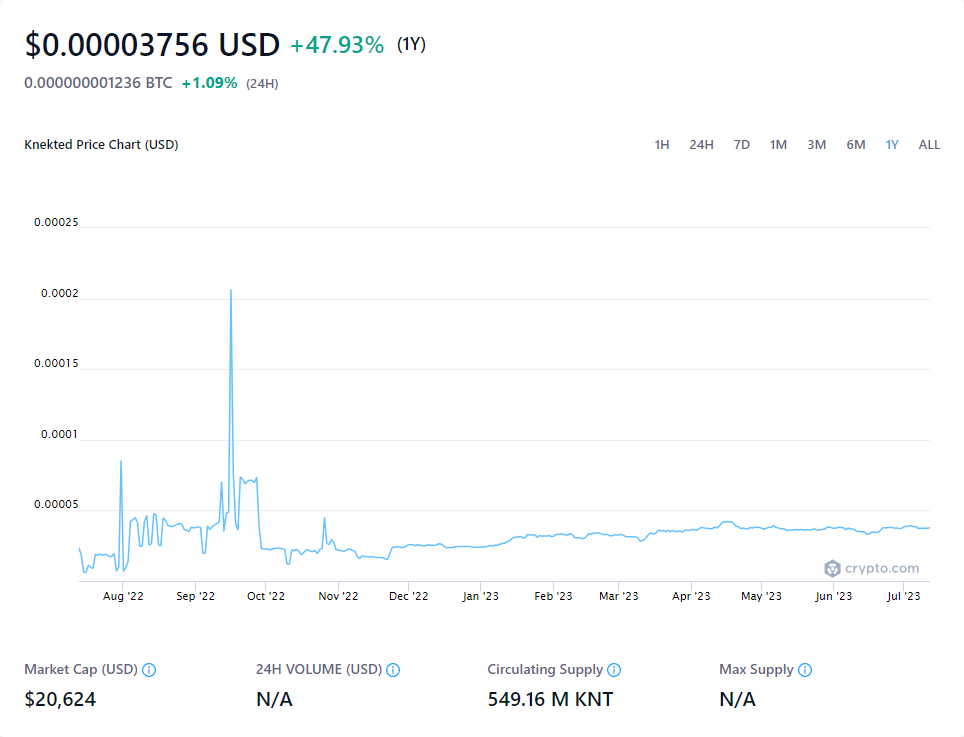 $0.00003756 USD +47.93% (1Y)
0.000000001236 BTC +1.09% (24H)
Knekted Price Chart (USD) 1H 24H 7D 1M 3M 6M 1Y ALL
0.00025
0.0002
0.00015
0.0001
0.00005
crypto.com
Aug '22 Sep '22 Oct '22 Nov '22 Dec '22 Jan '23 Feb '23 Mar '23 Apr '23 May '23 Jun '23 Jul '23
Market Cap (USD) 24H VOLUME (USD) Circulating Supply Max Supply
$20,624 N/A 549.16 M KNT N/A